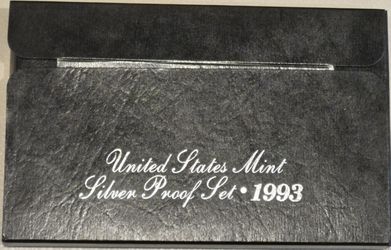 United States Mint
Silver Proof Set • 1993